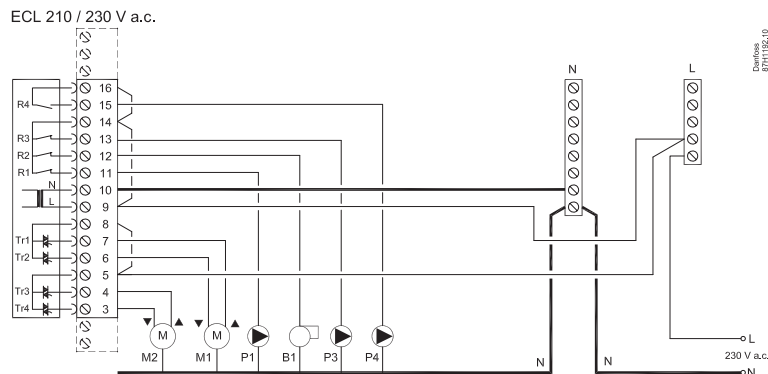 ECL 210 / 230 V a.c.
Danfoss
87H1192.10
N
L
16
R4
15
14
R3
13
R2
12
R1
11
N
10
L
9
8
Tr1
7
Tr2
6
5
Tr3
4
Tr4
3
M
M
M2
M1
P1
B1
P3
P4
N
N
L
230 V a.c.
N